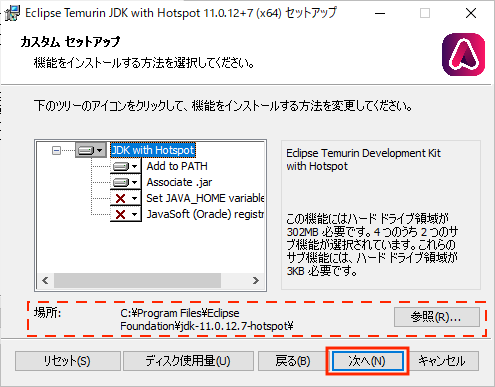 Eclipse Temurin JDK with Hotspot 11.0.12+7 (x64) セットアップ
カスタム セットアップ
機能をインストールする方法を選択してください。
下のツリーのアイコンをクリックして、機能をインストールする方法を変更してください。
JDK with Hotspot
Add to PATH
Associate .jar
Set JAVA_HOME variable
JavaSoft (Oracle) registr
Eclipse Temurin Development Kit
with Hotspot
この機能にはハード ドライブ領域が
302MB 必要です。4 つのうち 2 つのサ
ブ機能が選択されています。これらの
サブ機能には、ハード ドライブ領域が
3KB 必要です。
場所:
C:¥Program Files¥Eclipse
Foundation¥jdk-11.0.12.7-hotspot¥
参照(R)...
リセット(S)
ディスク使用量(U)
戻る(B)
次へ(N)
キャンセル